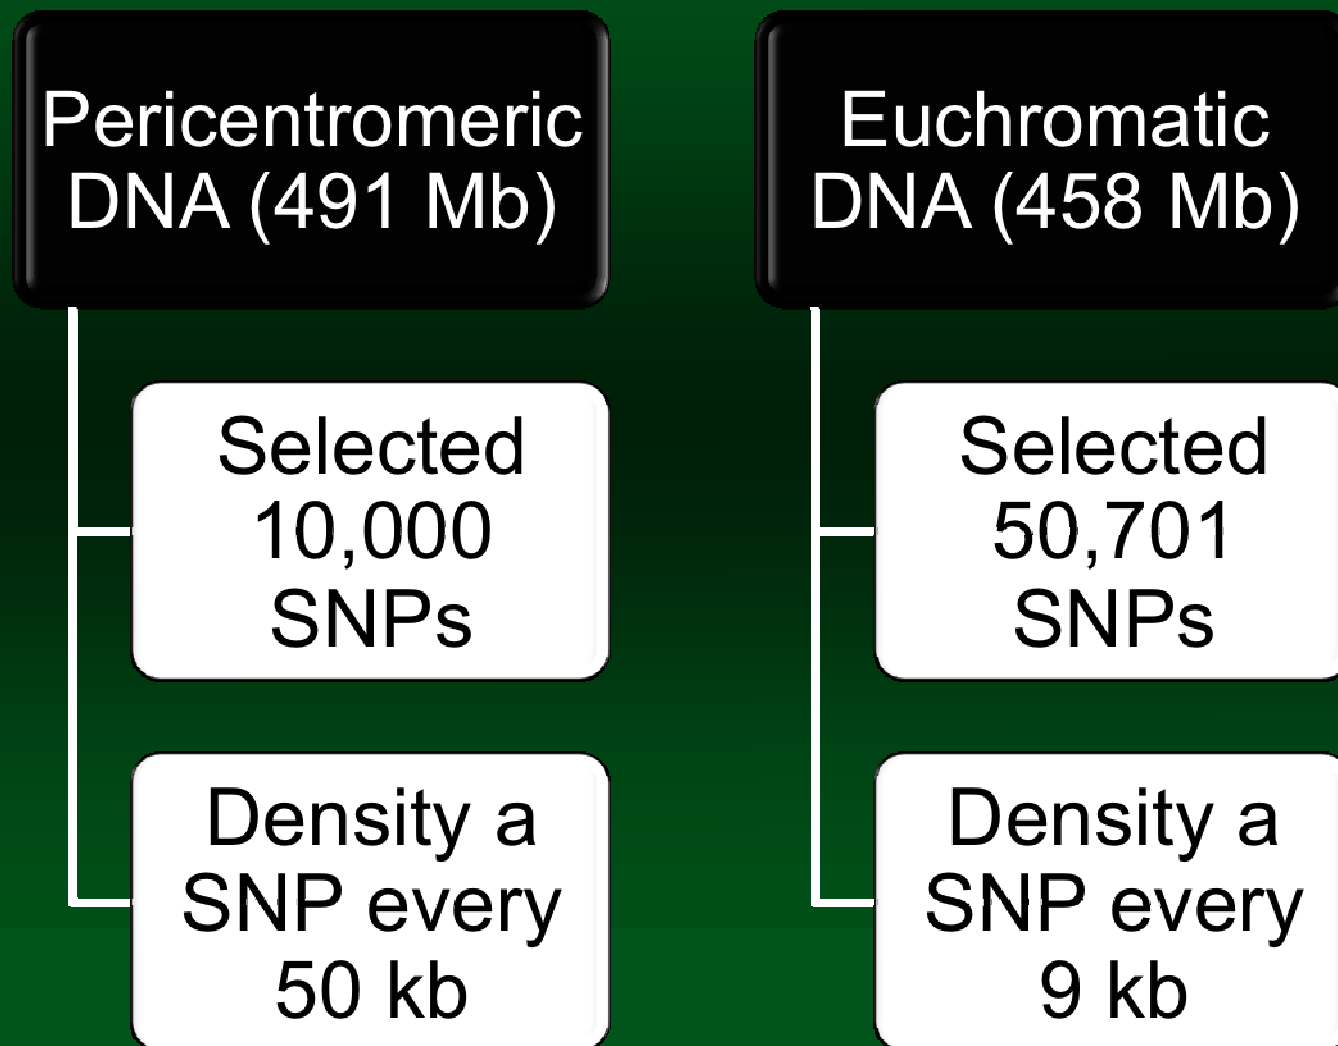 Pericentromeric
DNA (491 Mb)
Selected
10,000
SNPs
Density a
SNP every
50 kb
Euchromatic
DNA (458 Mb)
Selected
50,701
SNPs
Density a
SNP every
9 kb